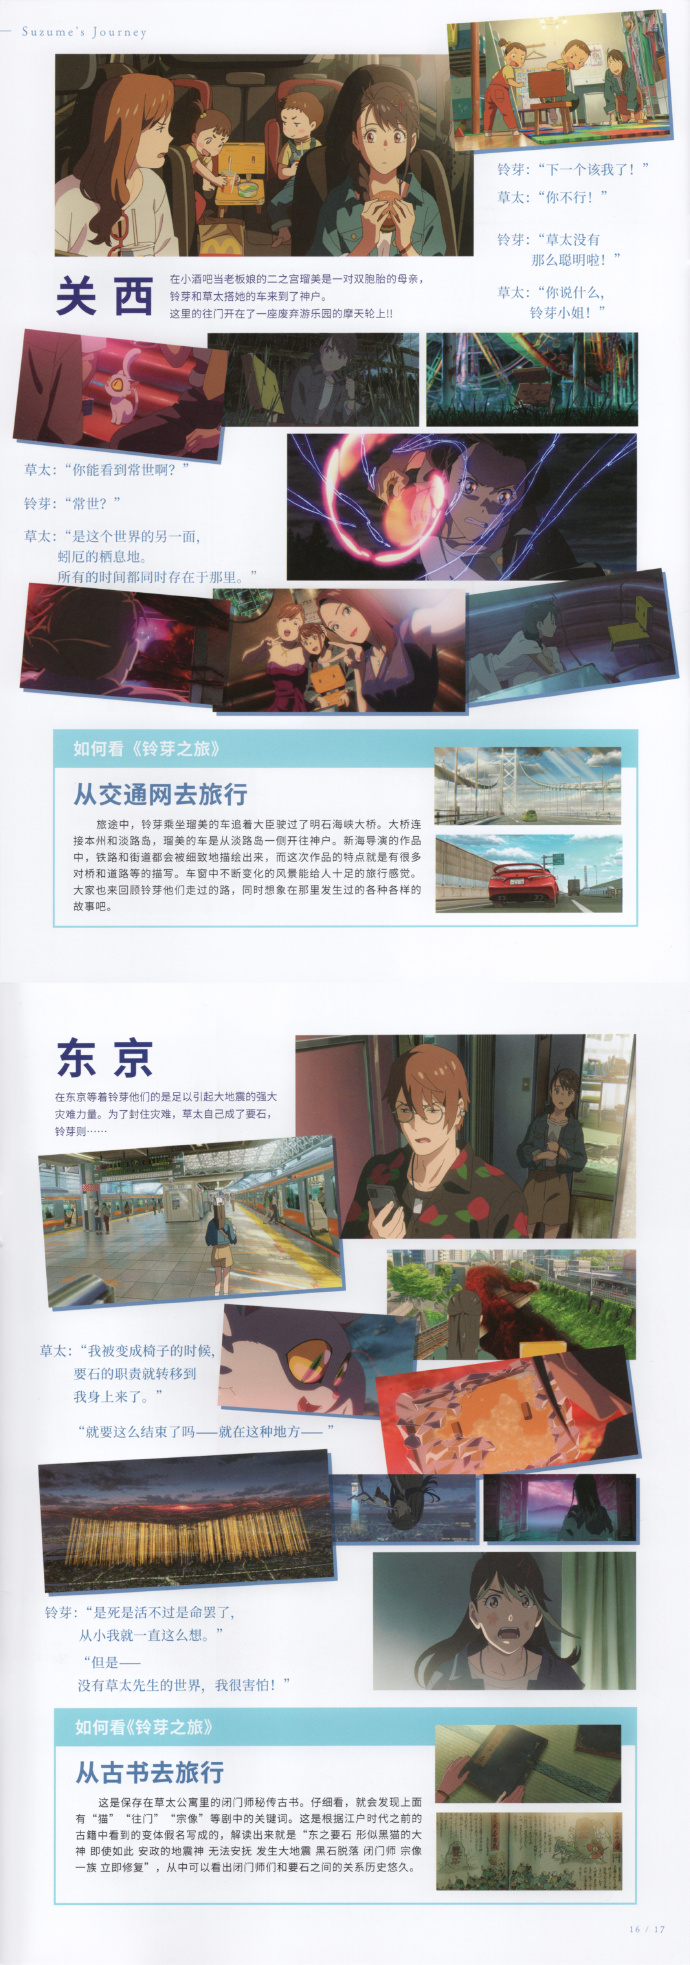 Suzume's Journey
铃芽：“下一个该我了！”
草太：“你不行！”
铃芽：“草太没有
那么聪明啦！”
草太：“你说什么，
铃芽小姐！”
关西
在小酒吧当老板娘的二之宫瑠美是一对双胞胎的母亲，
铃芽和草太搭她的车来到了神户。
这里的往门开在了一座废弃游乐园的摩天轮上!!
草太：“你能看到常世啊？”
铃芽：“常世？”
草太：“是这个世界的另一面，
蚓厄的栖息地。
所有的时间都同时存在于那里。”
如何看《铃芽之旅》
从交通网去旅行
旅途中，铃芽乘坐瑠美的车追着大臣驶过了明石海峡大桥。大桥连
接本州和淡路岛，瑠美的车是从淡路岛一侧开往神户。新海导演的作品
中，铁路和街道都会被细致地描绘出来，而这次作品的特点就是有很多
对桥和道路等的描写。车窗中不断变化的风景能给人十足的旅行感觉。
大家也来回顾铃芽他们走过的路，同时想象在那里发生过的各种各样的
故事吧。
东京
在东京等着铃芽他们的是足以引起大地震的强大
灾难力量。为了封住灾难，草太自己成了要石，
铃芽则……
草太：“我被变成椅子的时候，
要石的职责就转移到
我身上来了。”
“就要这么结束了吗——就在这种地方—— ”
铃芽：“是死是活不过是命罢了，
从小我就一直这么想。”
“但是——
没有草太先生的世界，我很害怕！”
如何看《铃芽之旅》
从古书去旅行
这是保存在草太公寓里的闭门师秘传古书。仔细看，就会发现上面
有“猫”“往门”“宗像”等剧中的关键词。这是根据江户时代之前的
古籍中看到的变体假名写成的，解读出来就是“东之要石 形似黑猫的大
神 即使如此 安政的地震神 无法安抚 发生大地震 黑石脱落 闭门师 宗像
一族 立即修复”，从中可以看出闭门师们和要石之间的关系历史悠久。
16 / 17